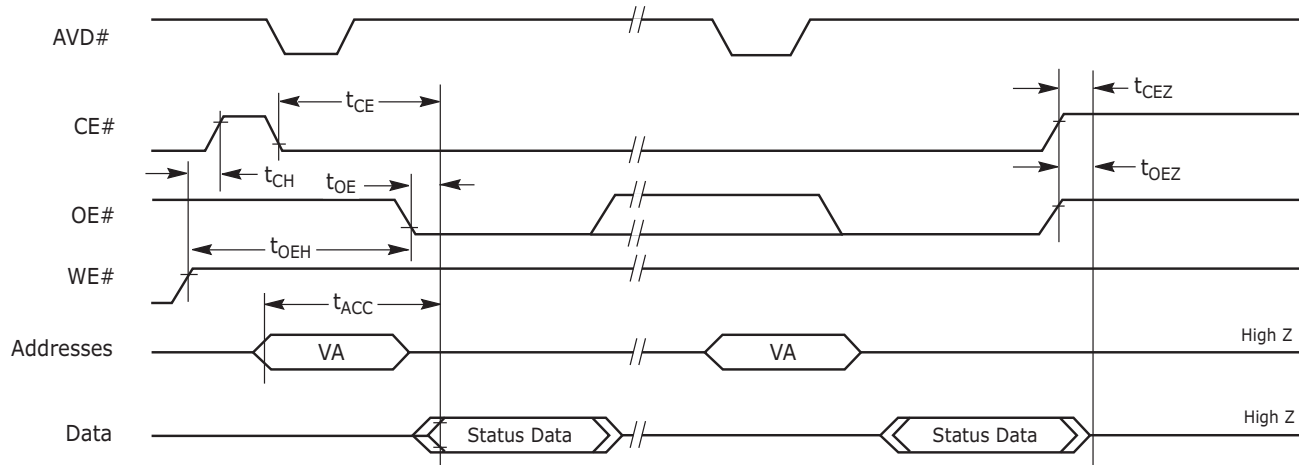 AVD#
tCEZ
tCE
CE#
tCH
tOE
tOEZ
OE#
tOEH
WE#
tACC
Addresses
VA
VA
High Z
Data
Status Data
Status Data
High Z